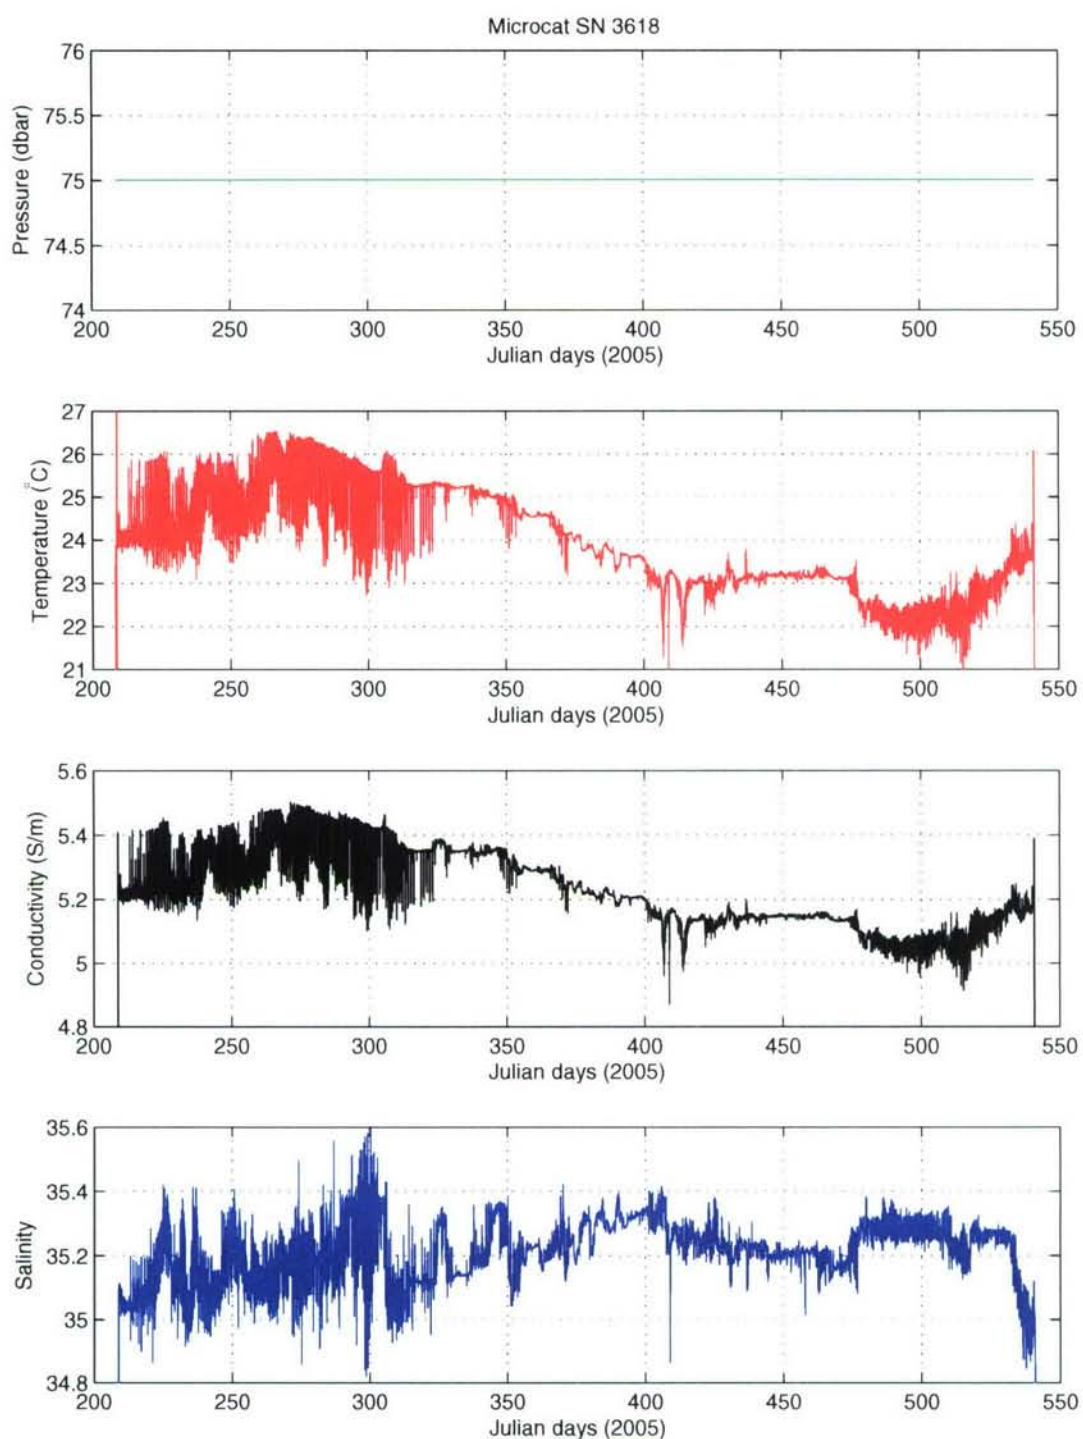 Microcat SN 3618
76
75.5
75
74.5
74
Pressure (dbar)
200 250 300 350 400 450 500 550
Julian days (2005)
27
26
25
24
23
22
21
Temperature (°C)
200 250 300 350 400 450 500 550
Julian days (2005)
5.6
5.4
5.2
5
4.8
Conductivity (S/m)
200 250 300 350 400 450 500 550
Julian days (2005)
35.6
35.4
35.2
35
34.8
Salinity
200 250 300 350 400 450 500 550
Julian days (2005)